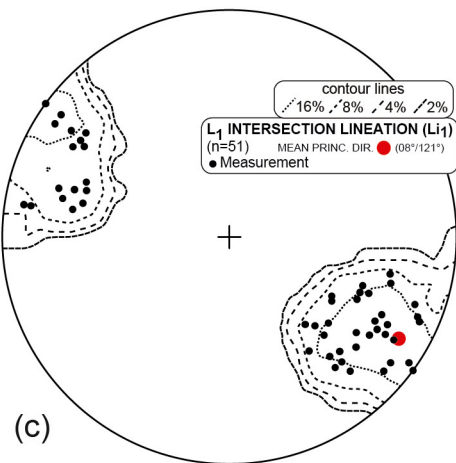 contour lines
16% 8% 4% 2%
L1 INTERSECTION LINEATION (Li1)
(n=51) MEAN PRINC. DIR. (08°/121°)
Measurement
(c)